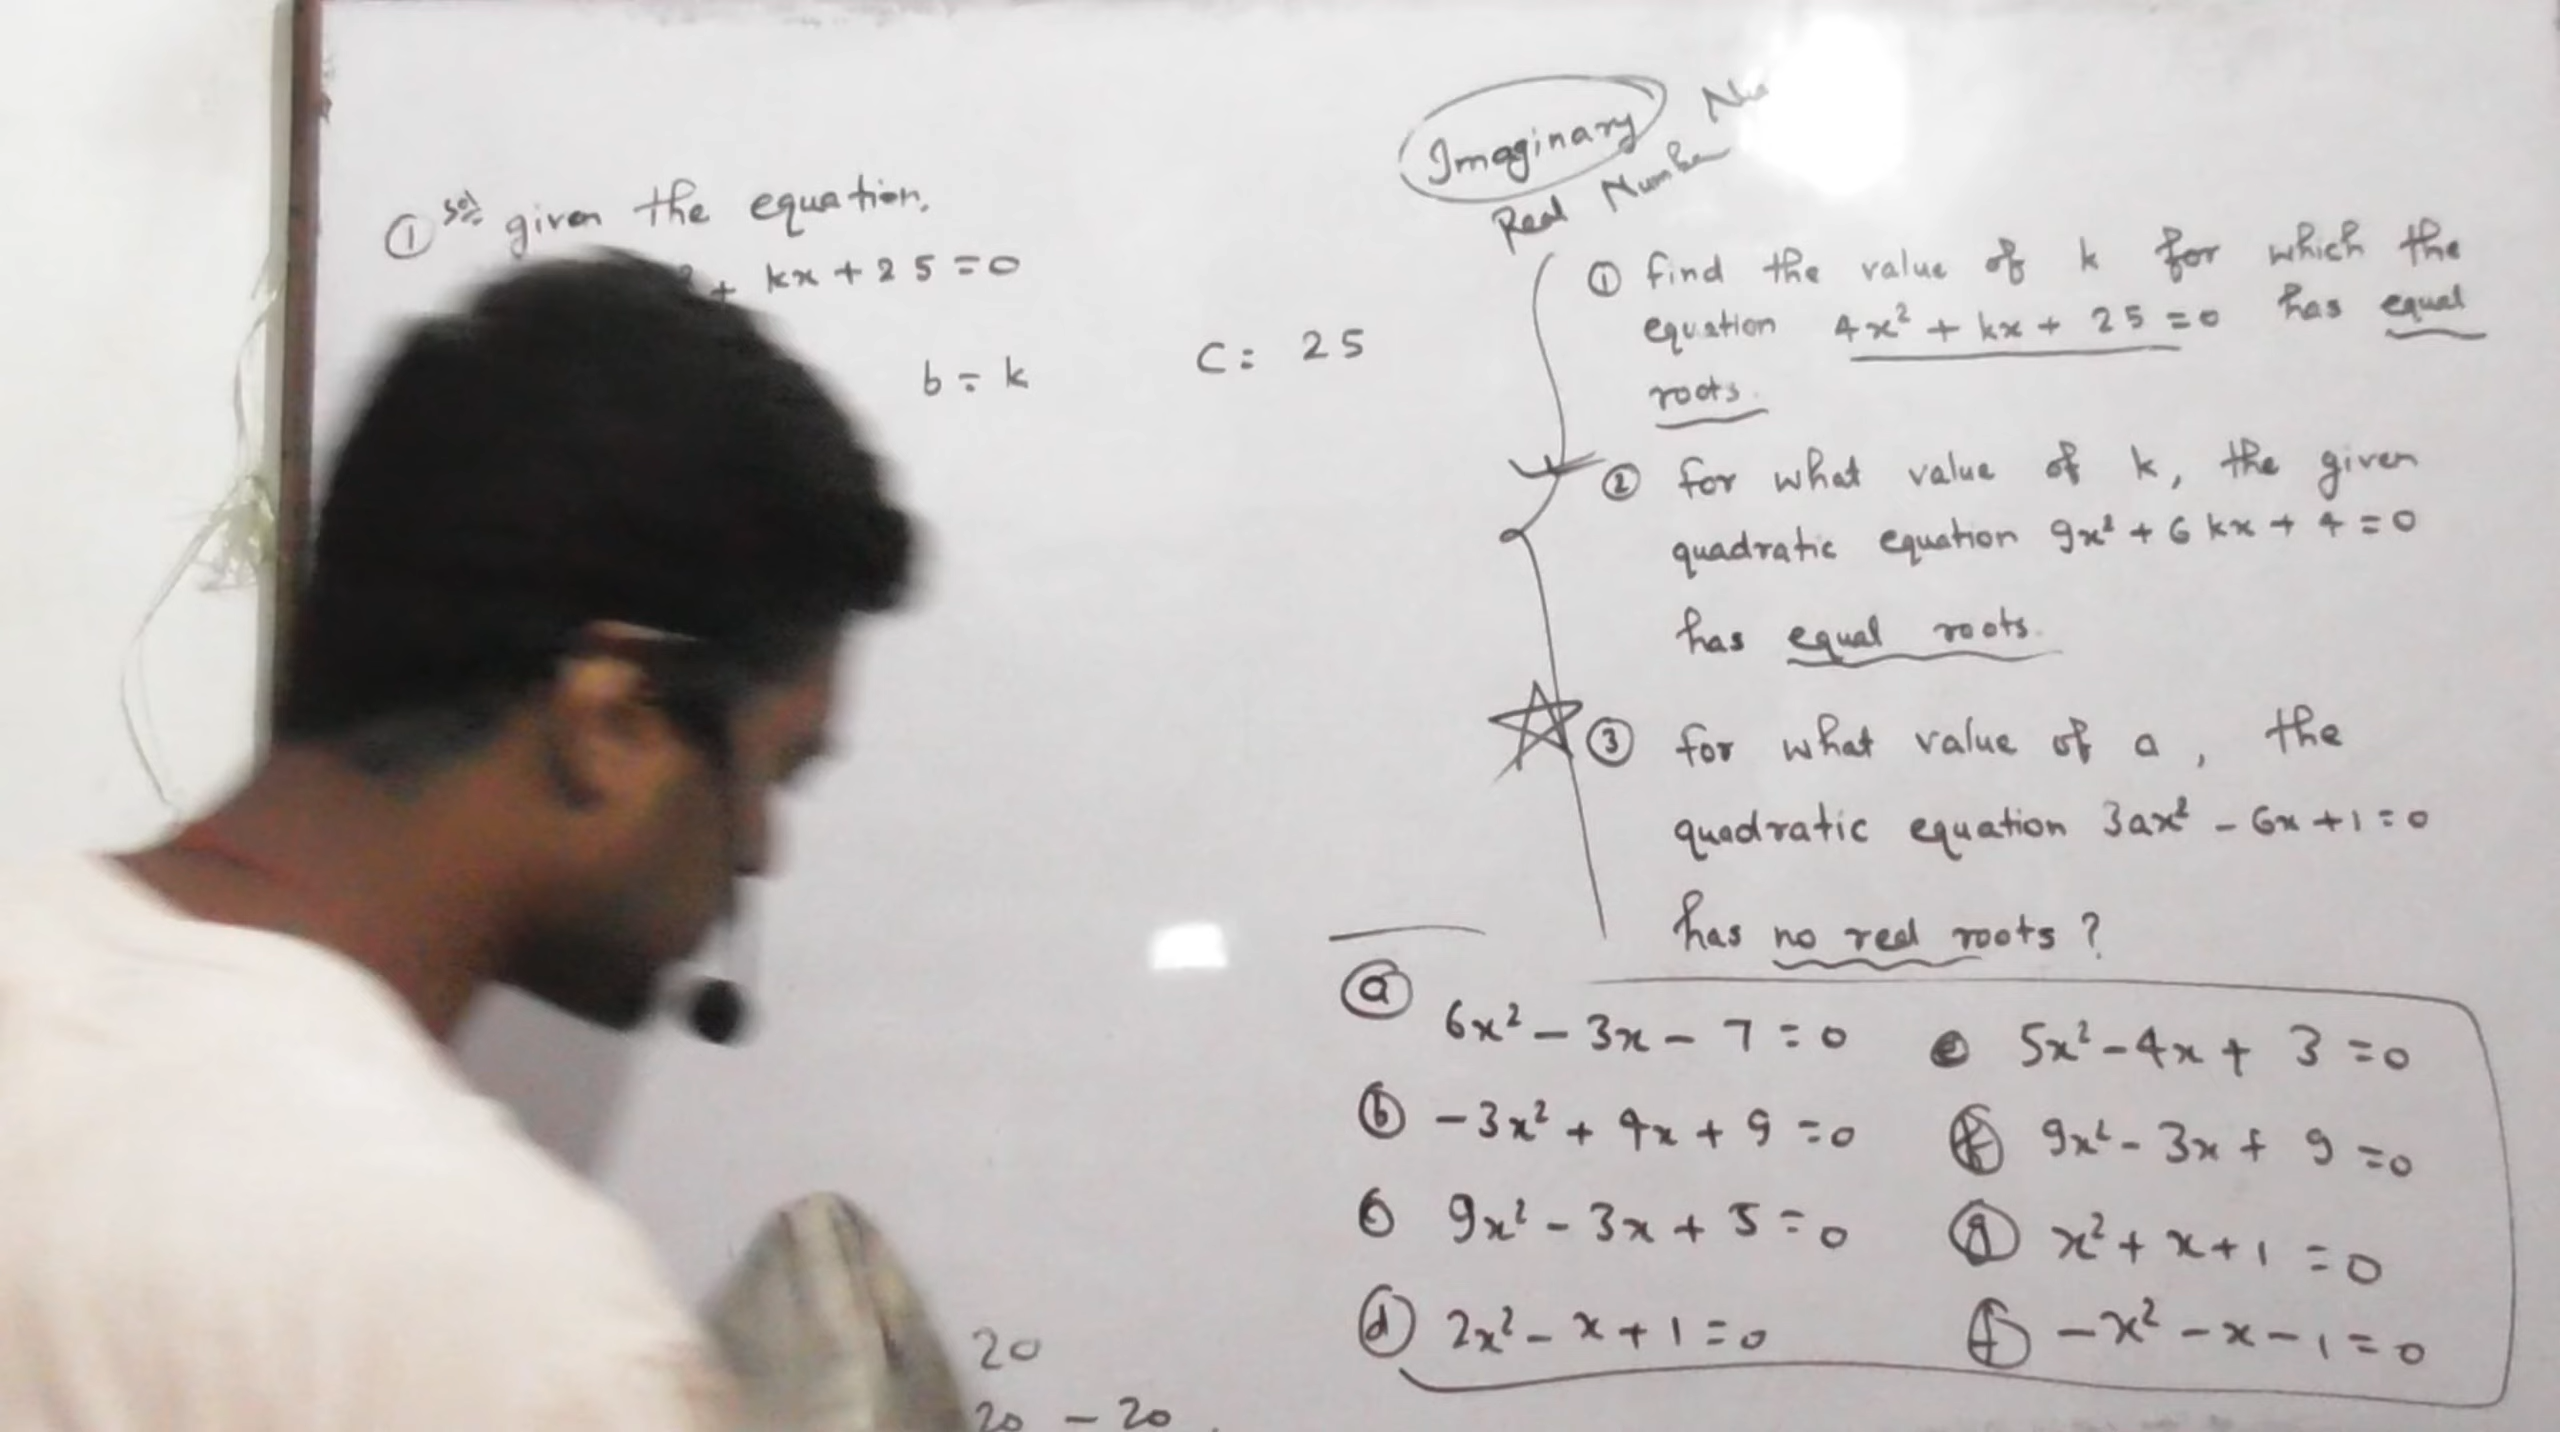 ① Sol. given the equation,
² + kx + 25 = 0
b = k
C = 25
20
20 - 20
Imaginary
Real Number
① find the value of k for which the
equation 4x² + kx + 25 = 0 has equal
roots.
② for what value of k, the given
quadratic equation 9x² + 6 kx + 4 = 0
has equal roots.
③ for what value of a, the
quadratic equation 3ax² - 6x + 1 = 0
has no real roots?
ⓐ 6x² - 3x - 7 = 0
ⓑ -3x² + 9x + 9 = 0
ⓒ 9x² - 3x + 5 = 0
ⓓ 2x² - x + 1 = 0
ⓔ 5x² - 4x + 3 = 0
ⓕ 9x² - 3x + 9 = 0
ⓖ x² + x + 1 = 0
ⓕ -x² - x - 1 = 0